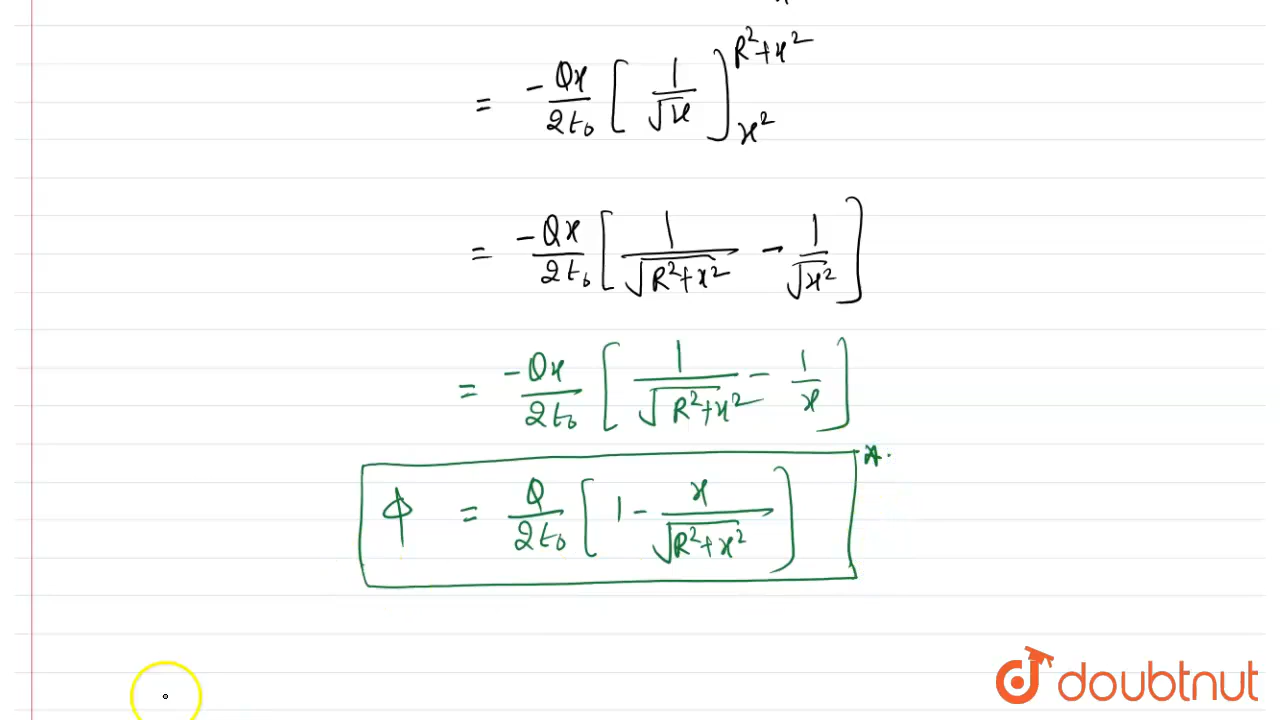 = -Qx/2ε₀ [ 1/√x ]_{x²}^{R²+x²}
= -Qx/2ε₀ [ 1/√(R²+x²) - 1/√(x²) ]
= -Qx/2ε₀ [ 1/√(R²+x²) - 1/x ]
ϕ = Q/2ε₀ [ 1 - x/√(R²+x²) ]
doubtnut